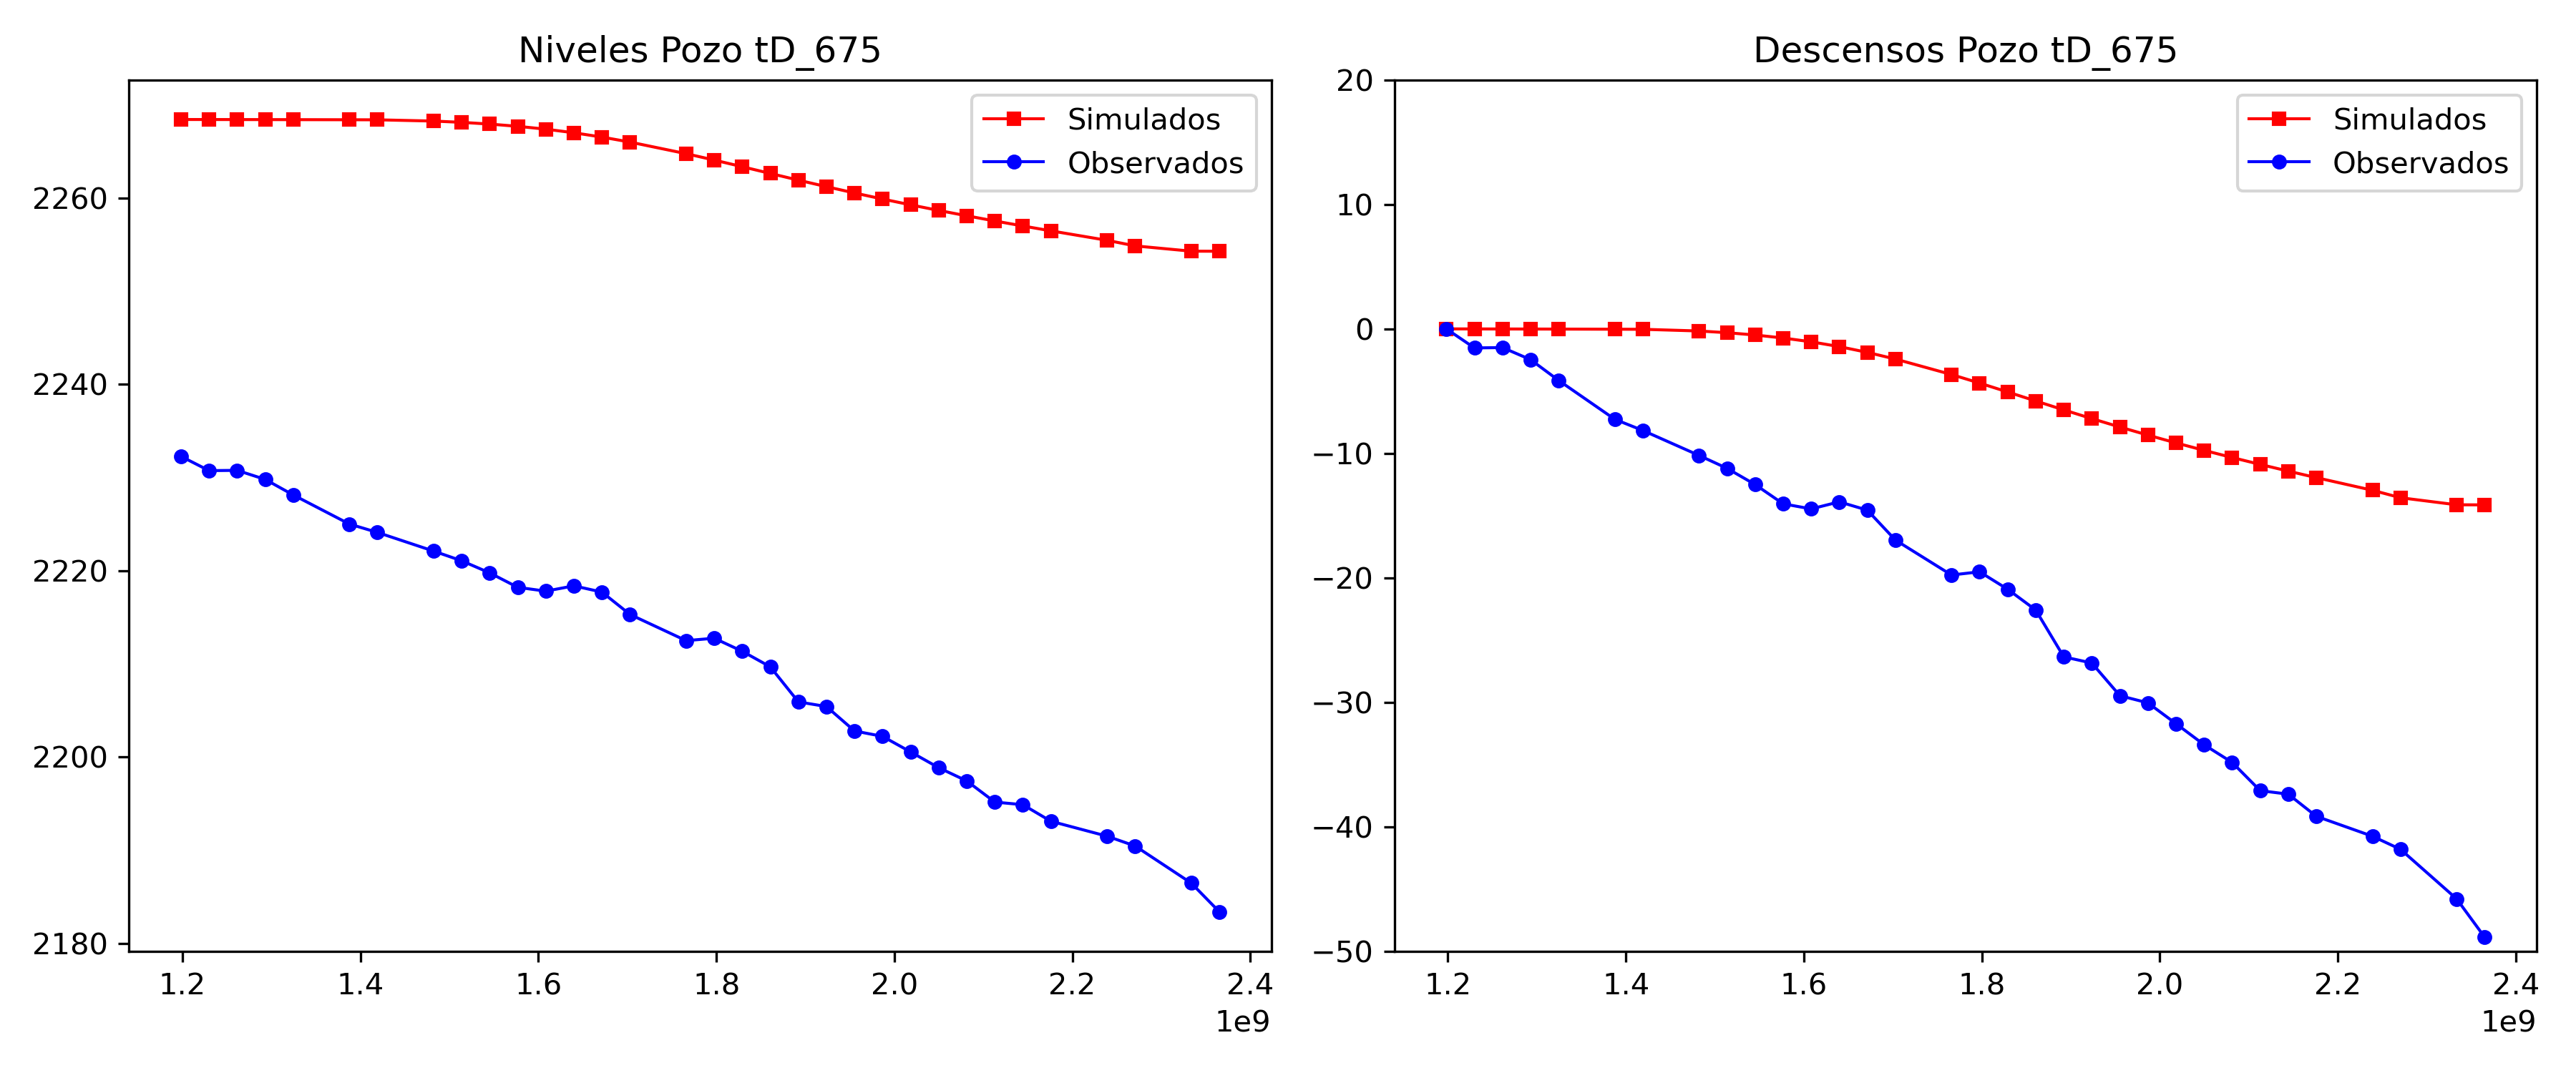 Niveles Pozo tD_675
Simulados
Observados
2260
2240
2220
2200
2180
1.2 1.4 1.6 1.8 2.0 2.2 2.4
1e9
Descensos Pozo tD_675
Simulados
Observados
20
10
0
−10
−20
−30
−40
−50
1.2 1.4 1.6 1.8 2.0 2.2 2.4
1e9